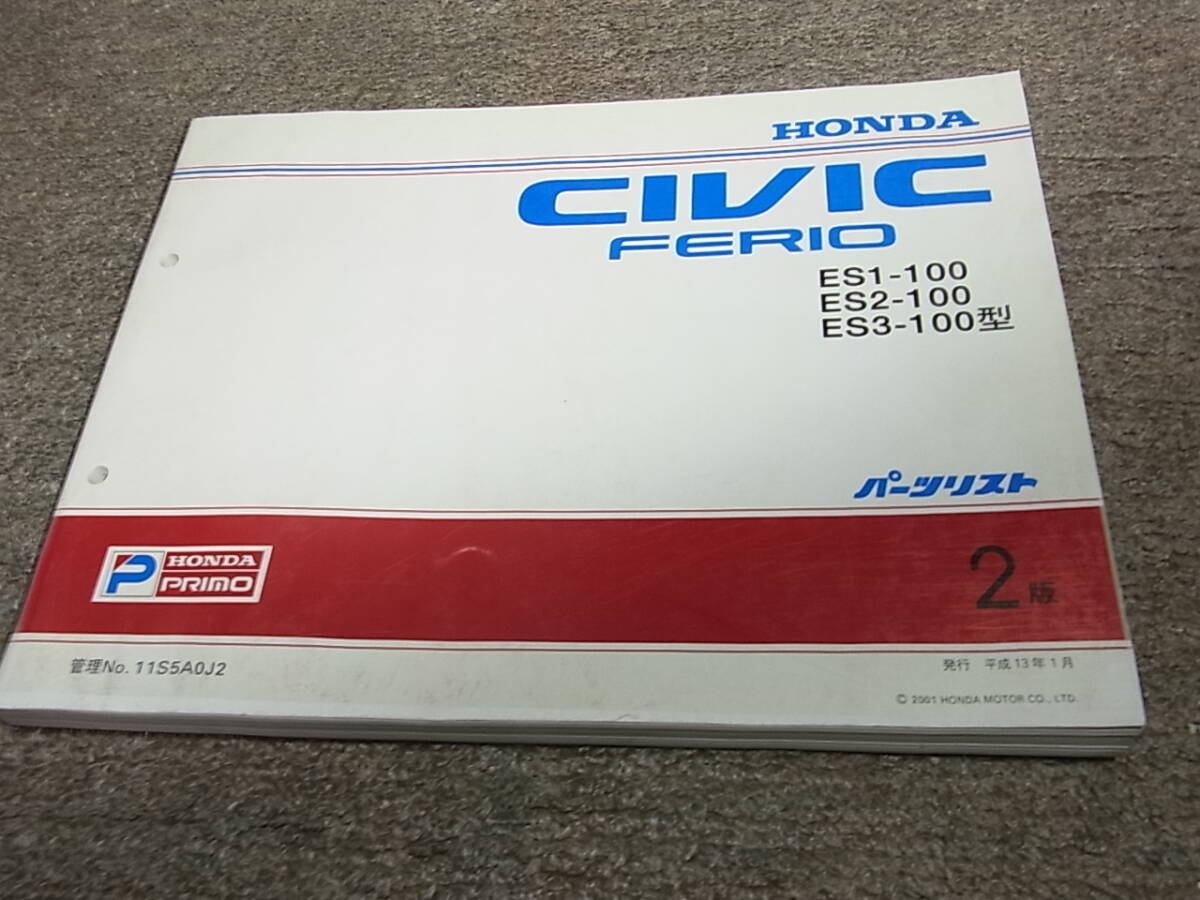 HONDA
CIVIC
FERIO
ES1-100
ES2-100
ES3-100型
パーツリスト
P HONDA
PRIMO
2版
管理No. 11S5A0J2
発行 平成13年1月
© 2001 HONDA MOTOR CO., LTD.